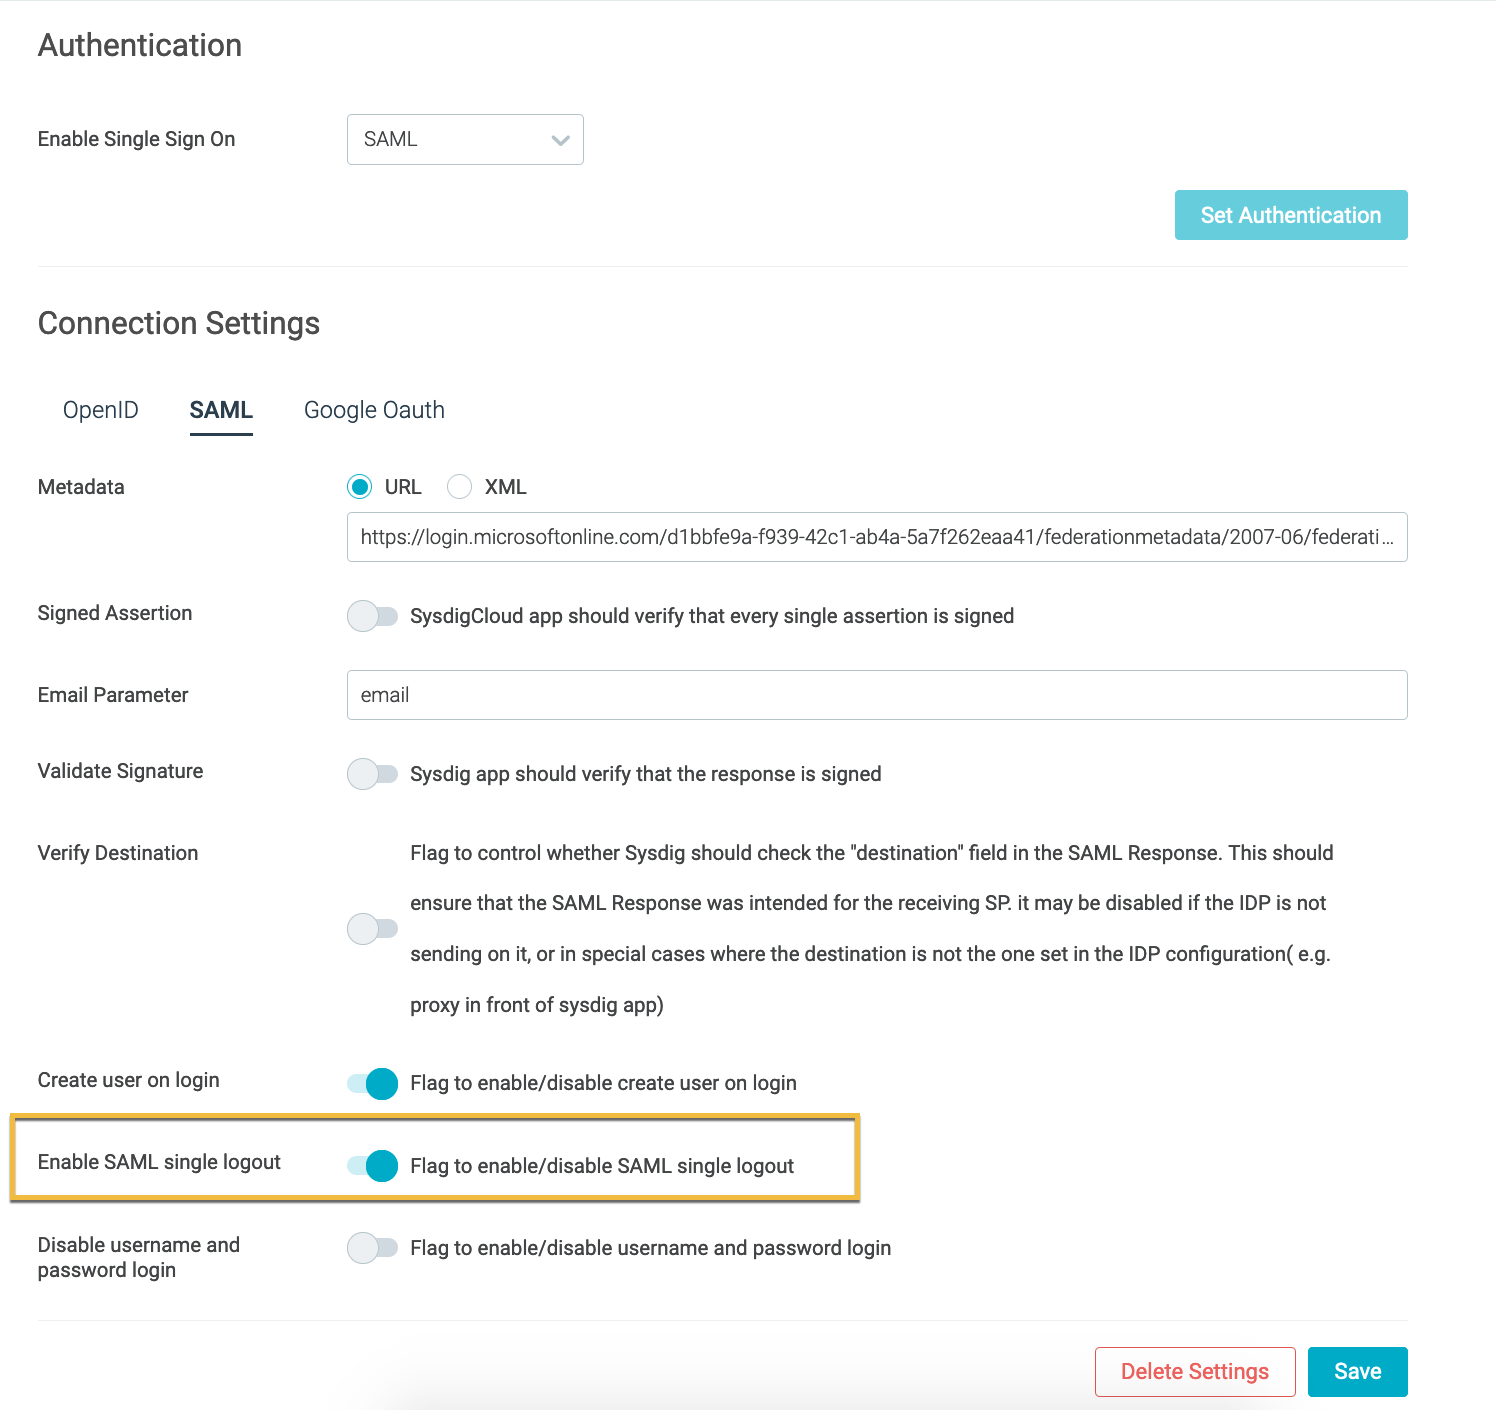 Authentication
Enable Single Sign On
SAML
Set Authentication
Connection Settings
OpenID SAML Google Oauth
Metadata
URL XML
https://login.microsoftonline.com/d1bbfe9a-f939-42c1-ab4a-5a7f262eaa41/federationmetadata/2007-06/federati...
Signed Assertion
SysdigCloud app should verify that every single assertion is signed
Email Parameter
email
Validate Signature
Sysdig app should verify that the response is signed
Verify Destination
Flag to control whether Sysdig should check the "destination" field in the SAML Response. This should
ensure that the SAML Response was intended for the receiving SP. it may be disabled if the IDP is not
sending on it, or in special cases where the destination is not the one set in the IDP configuration( e.g.
proxy in front of sysdig app)
Create user on login
Flag to enable/disable create user on login
Enable SAML single logout
Flag to enable/disable SAML single logout
Disable username and
password login
Flag to enable/disable username and password login
Delete Settings
Save